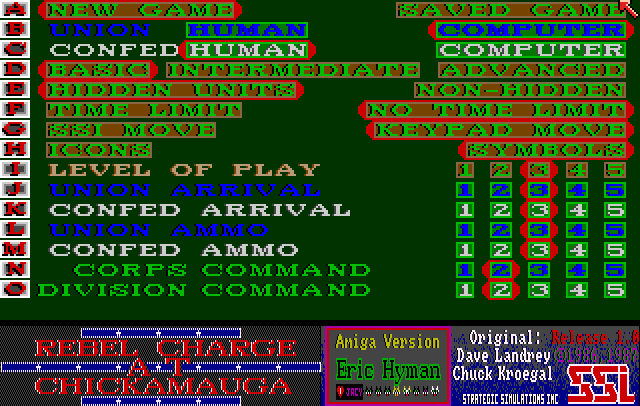 A NEW GAME SAVED GAME
B UNION HUMAN COMPUTER
C CONFED HUMAN COMPUTER
D BASIC INTERMEDIATE ADVANCED
E HIDDEN UNITS NON-HIDDEN
F TIME LIMIT NO TIME LIMIT
G SSI MOVE KEYPAD MOVE
H ICONS SYMBOLS
I LEVEL OF PLAY 1 2 3 4 5
J UNION ARRIVAL 1 2 3 4 5
K CONFED ARRIVAL 1 2 3 4 5
L UNION AMMO 1 2 3 4 5
M CONFED AMMO 1 2 3 4 5
N CORPS COMMAND 1 2 3 4 5
O DIVISION COMMAND 1 2 3 4 5
REBEL CHARGE
AT
CHICKAMAUGA
Amiga Version
Eric Hyman
Original: Release 1.0
Dave Landrey
Chuck Kroegal
SSI
STRATEGIC SIMULATIONS INC